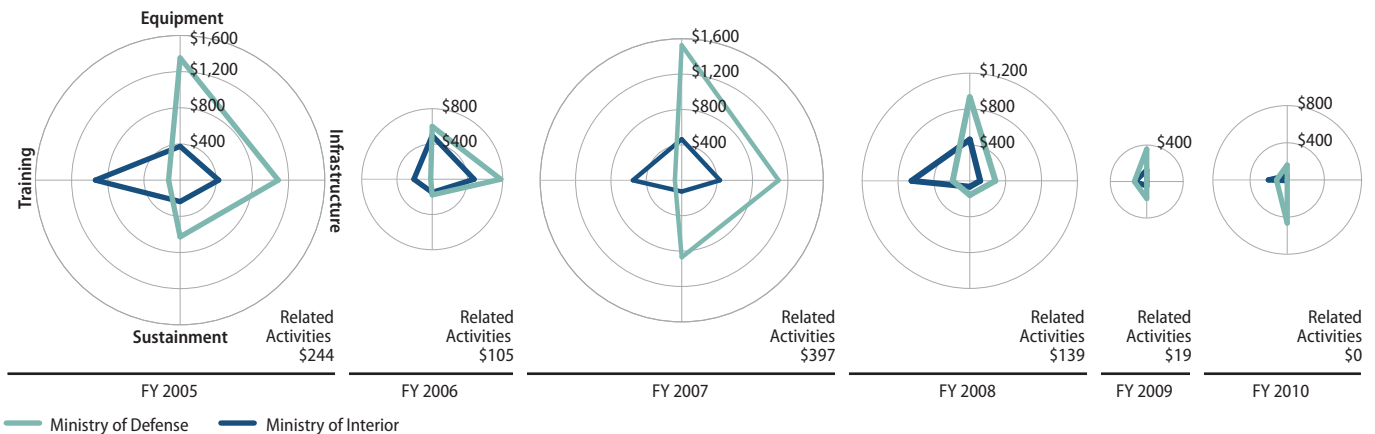 Equipment
$1,600
$1,200
$800
$400
Training
Infrastructure
Sustainment
Related
Activities
$244
FY 2005
$800
$400
Related
Activities
$105
FY 2006
$1,600
$1,200
$800
$400
Related
Activities
$397
FY 2007
$1,200
$800
$400
Related
Activities
$139
FY 2008
$400
Related
Activities
$19
FY 2009
$800
$400
Related
Activities
$0
FY 2010
Ministry of Defense
Ministry of Interior